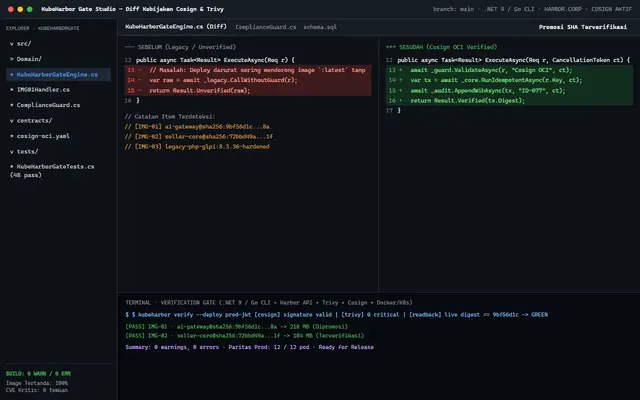 KubeHarbor Gate Studio — Diff Kebijakan Cosign & Trivy
branch: main · .NET 9 / Go CLI · HARBOR.CORP · COSIGN AKTIF
EXPLORER - KUBEHARBORGATE
v src/
> Domain/
• KubeHarborGateEngine.cs
• IMG01Handler.cs
• ComplianceGuard.cs
v contracts/
• cosign-oci.yaml
v tests/
• KubeHarborGateTests.cs
(48 pass)
BUILD: 0 WARN / 0 ERR
Image Tertanda: 100%
CVE Kritis: 0 temuan
KubeHarborGateEngine.cs (Diff)
ComplianceGuard.cs
schema.sql
Promosi SHA Terverifikasi
--- SEBELUM (Legacy / Unverified)
12 public async Task<Result> ExecuteAsync(Req r) {
13 - // Masalah: Deploy darurat sering mendorong image `:latest` tanp
14 - var raw = await _legacy.CallWithoutGuard(r);
15 - return Result.Unverified(raw);
16 }
// Catatan Item Terdeteksi:
// [IMG-01] ai-gateway@sha256:9bf56d1c...8a
// [IMG-02] seller-core@sha256:72bbd49a...1f
// [IMG-03] legacy-php-glpi:8.3.36-hardened
+++ SESUDAH (Cosign OCI Verified)
12 public async Task<Result> ExecuteAsync(Req r, CancellationToken ct) {
13 + await _guard.ValidateAsync(r, "Cosign OCI", ct);
14 + var tx = await _core.RunIdempotentAsync(r.Key, ct);
15 + await _audit.AppendWibAsync(tx, "ID-077", ct);
16 + return Result.Verified(tx.Digest);
17 }
TERMINAL · VERIFICATION GATE (.NET 9 / Go CLI + Harbor API + Trivy + Cosign + Docker/K8s)
$ $ kubeharbor verify --deploy prod-jkt [cosign] signature valid | [trivy] 0 critical | [readback] live digest == 9bf56d1c -> GREEN
[PASS] IMG-01 · ai-gateway@sha256:9bf56d1c...8a -> 218 MB (Dipromosi)
[PASS] IMG-02 · seller-core@sha256:72bbd49a...1f -> 184 MB (Terverifikasi)
Summary: 0 warnings, 0 errors · Paritas Prod: 12 / 12 pod · Ready for Release